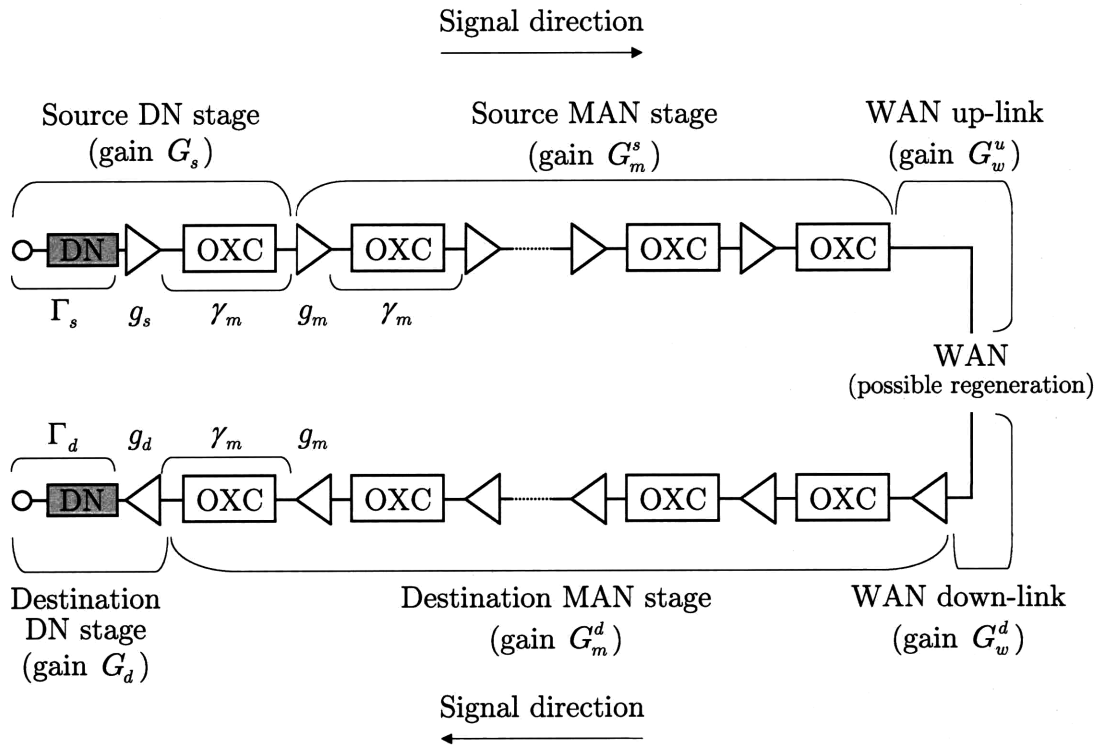 Signal direction
Source DN stage
(gain G_s)
Source MAN stage
(gain G_m^s)
WAN up-link
(gain G_w^u)
DN OXC OXC OXC OXC
Γ_s g_s γ_m g_m γ_m
WAN
(possible regeneration)
Γ_d g_d γ_m g_m
DN OXC OXC OXC OXC
Destination
DN stage
(gain G_d)
Destination MAN stage
(gain G_m^d)
WAN down-link
(gain G_w^d)
Signal direction